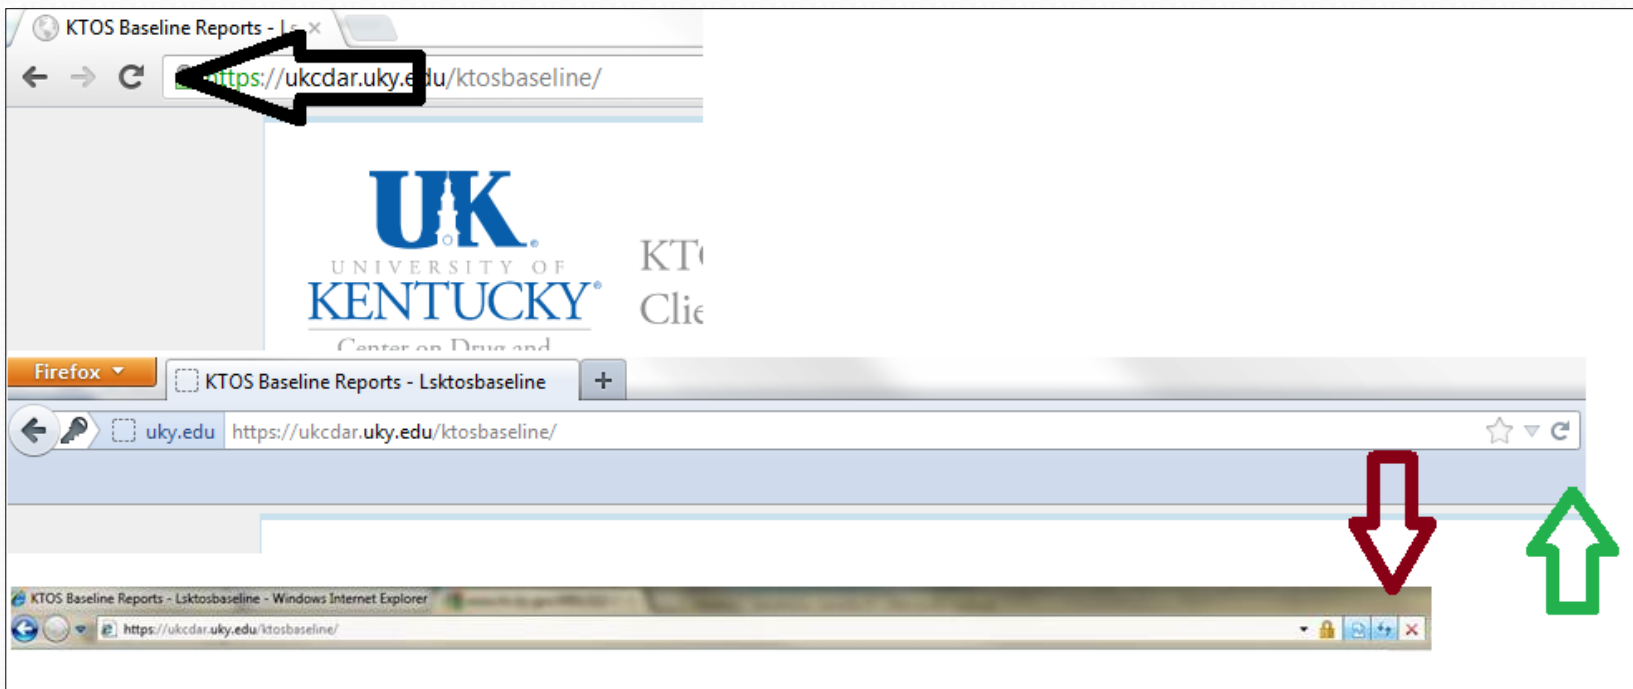 KTOS Baseline Reports - Ls
https://ukcdar.uky.edu/ktosbaseline/
UK
UNIVERSITY OF
KENTUCKY
KT
Clie
Center on Drug and
Firefox
KTOS Baseline Reports - Lsktosbaseline
uky.edu https://ukcdar.uky.edu/ktosbaseline/
KTOS Baseline Reports - Lsktosbaseline - Windows Internet Explorer
https://ukcdar.uky.edu/ktosbaseline/